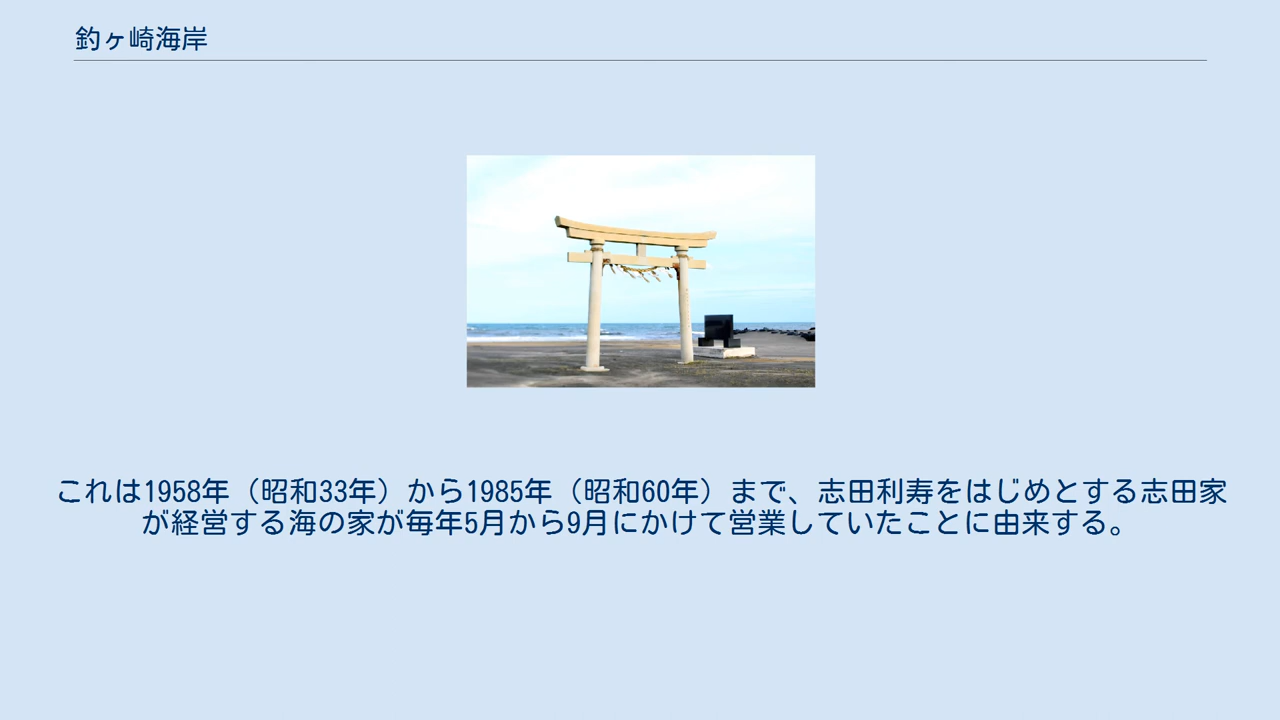 釣ヶ崎海岸
これは1958年（昭和33年）から1985年（昭和60年）まで、志田利寿をはじめとする志田家
が経営する海の家が毎年5月から9月にかけて営業していたことに由来する。